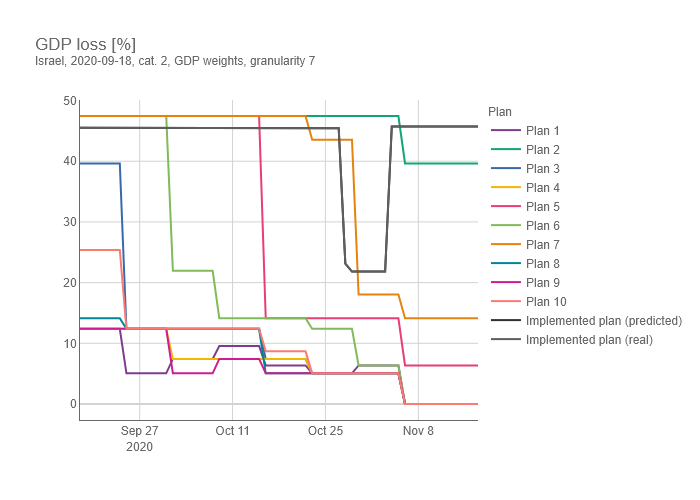 GDP loss [%]
Israel, 2020-09-18, cat. 2, GDP weights, granularity 7
50
40
30
20
10
0
Sep 27
2020
Oct 11
Oct 25
Nov 8
Plan
Plan 1
Plan 2
Plan 3
Plan 4
Plan 5
Plan 6
Plan 7
Plan 8
Plan 9
Plan 10
Implemented plan (predicted)
Implemented plan (real)